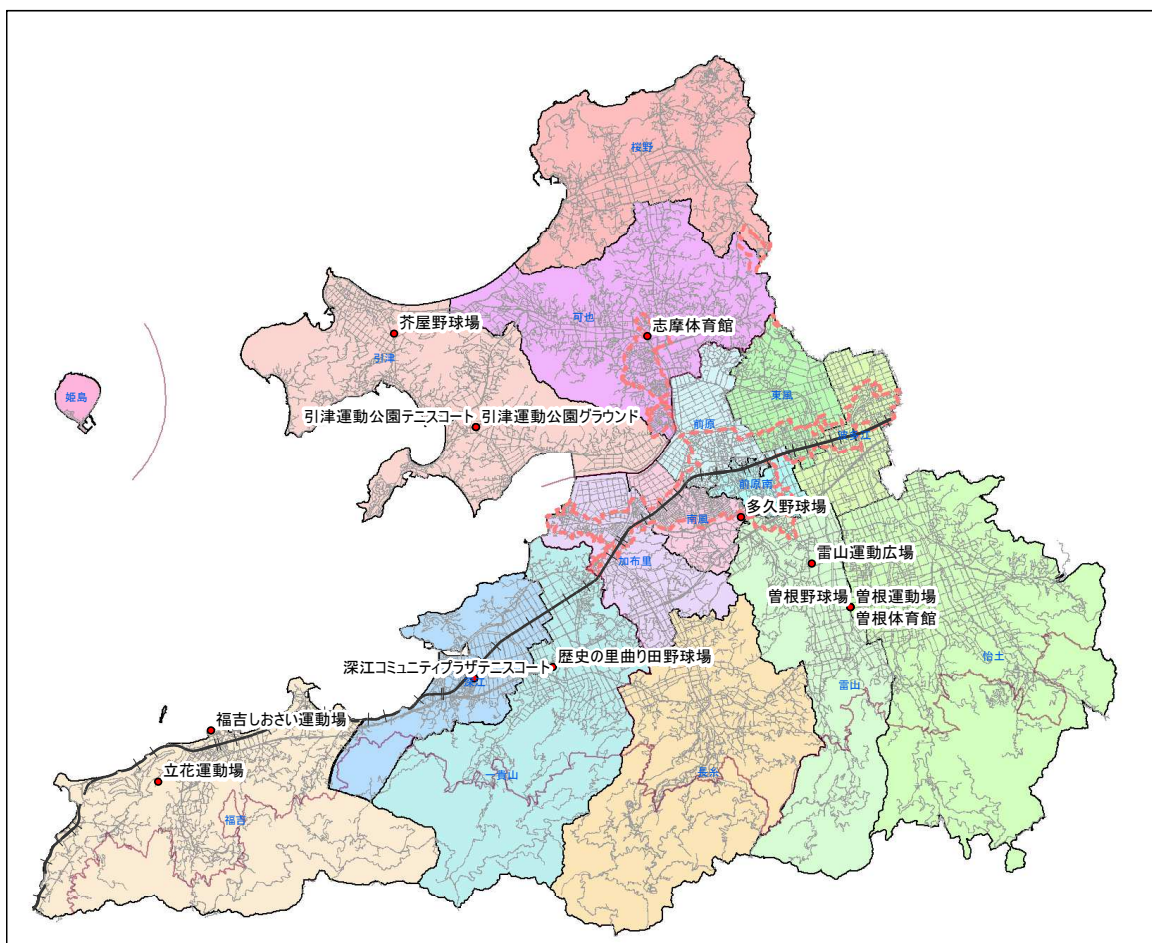 桜野
可也
志摩体育館
芥屋野球場
引津
姫島
東風
前原
引津運動公園テニスコート
引津運動公園グラウンド
前原南
多久野球場
南風
加布里
雷山運動広場
曽根野球場
曽根運動場
曽根体育館
怡土
歴史の里曲り田野球場
深江コミュニティプラザテニスコート
深江
雷山
福吉しおさい運動場
立花運動場
一貴山
長糸
福吉